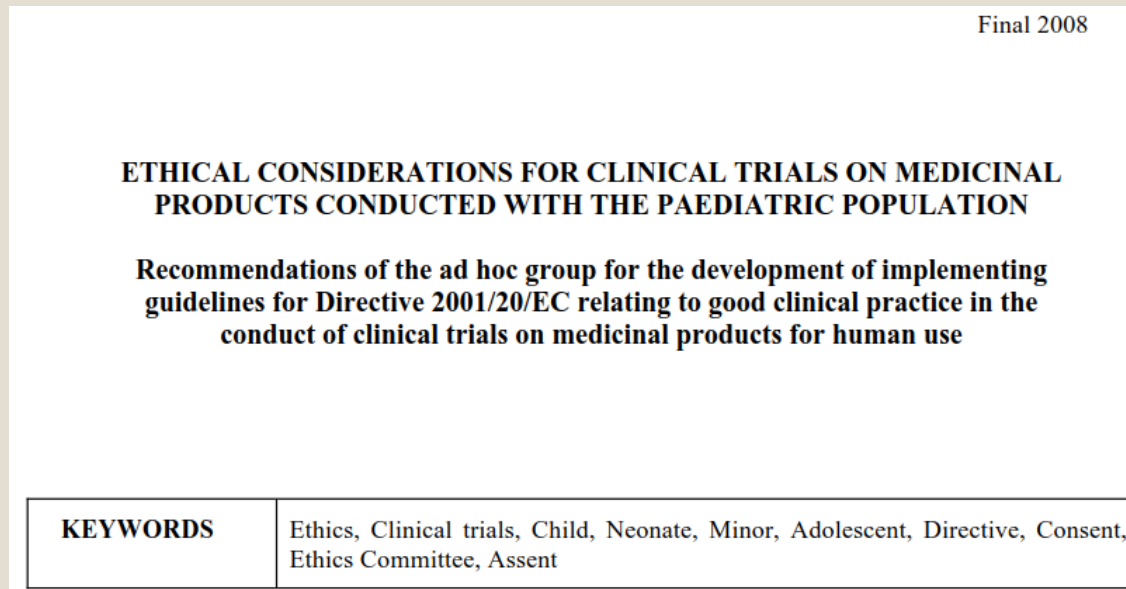 Final 2008
ETHICAL CONSIDERATIONS FOR CLINICAL TRIALS ON MEDICINAL
PRODUCTS CONDUCTED WITH THE PAEDIATRIC POPULATION
Recommendations of the ad hoc group for the development of implementing
guidelines for Directive 2001/20/EC relating to good clinical practice in the
conduct of clinical trials on medicinal products for human use
KEYWORDS
Ethics, Clinical trials, Child, Neonate, Minor, Adolescent, Directive, Consent,
Ethics Committee, Assent